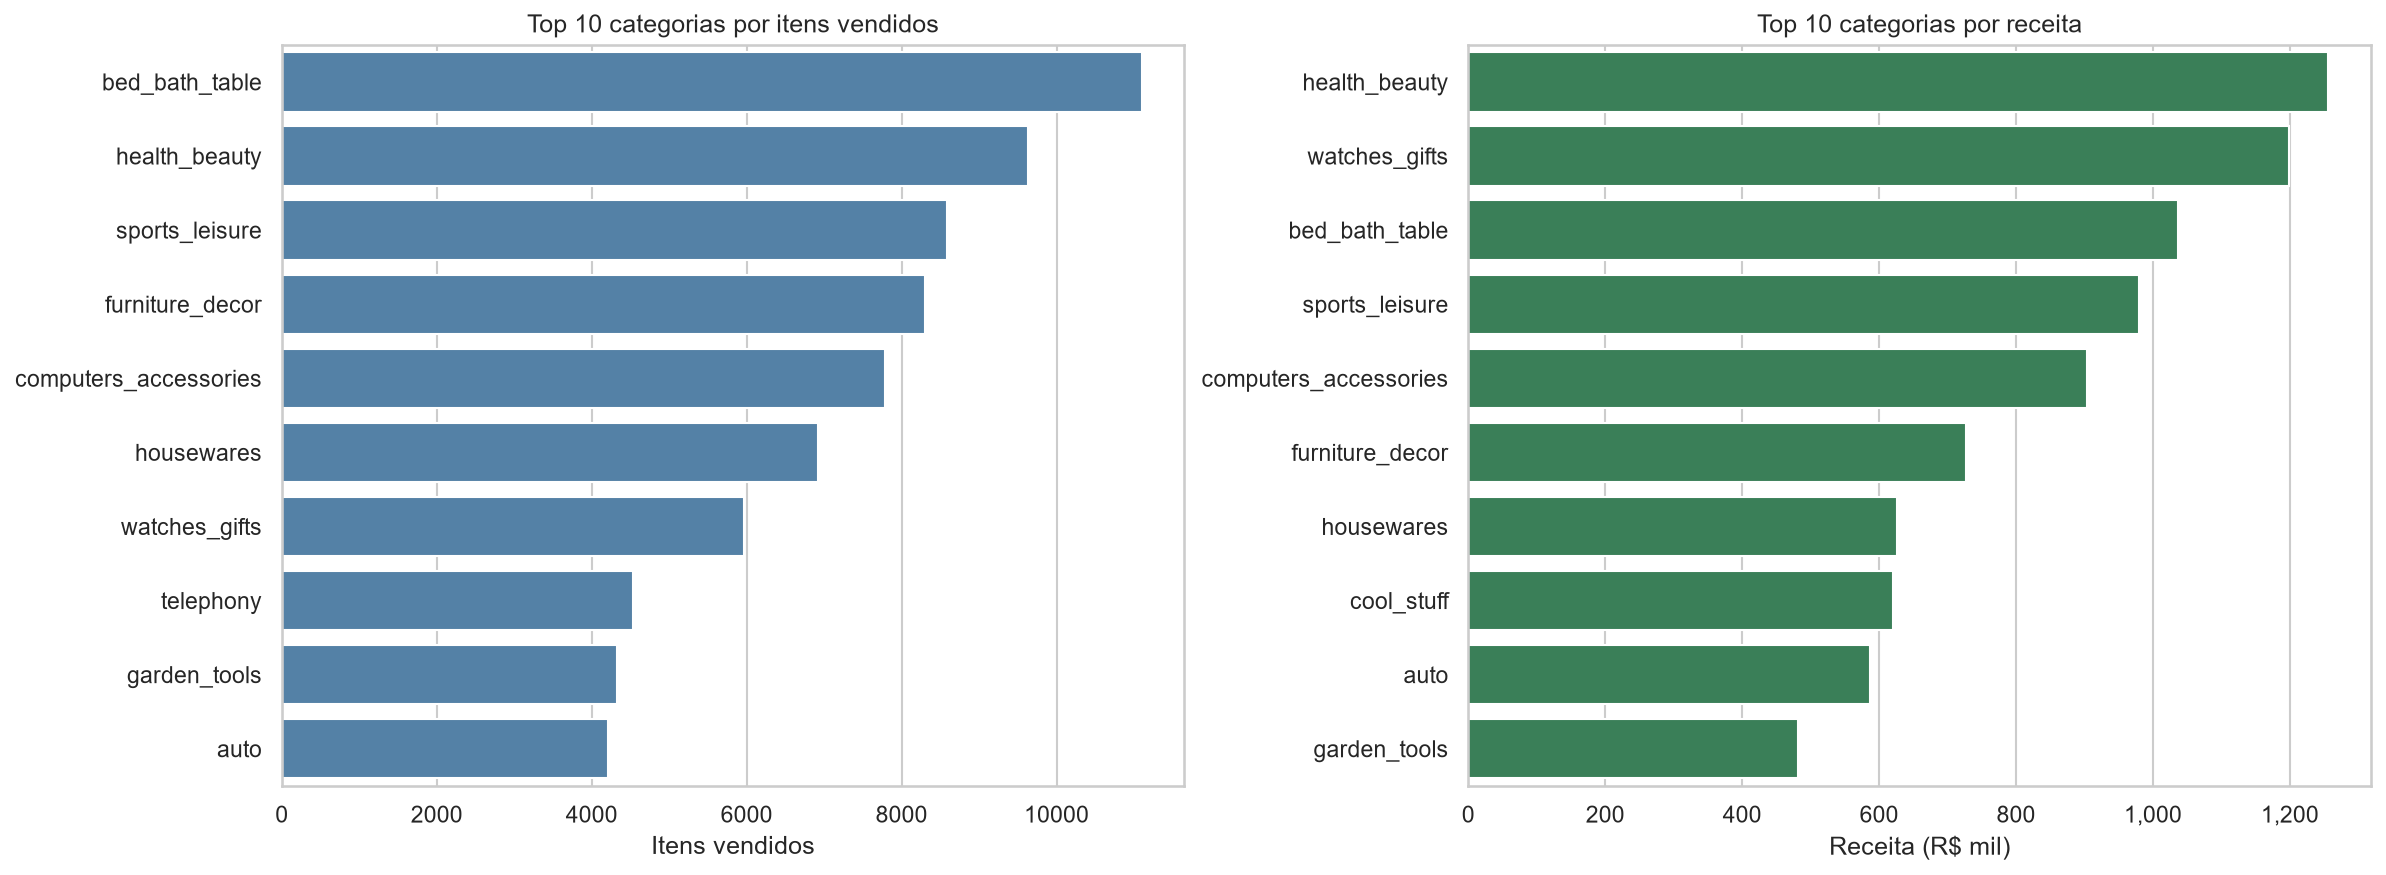 Top 10 categorias por itens vendidos
bed_bath_table
health_beauty
sports_leisure
furniture_decor
computers_accessories
housewares
watches_gifts
telephony
garden_tools
auto
0 2000 4000 6000 8000 10000
Itens vendidos
Top 10 categorias por receita
health_beauty
watches_gifts
bed_bath_table
sports_leisure
computers_accessories
furniture_decor
housewares
cool_stuff
auto
garden_tools
0 200 400 600 800 1,000 1,200
Receita (R$ mil)